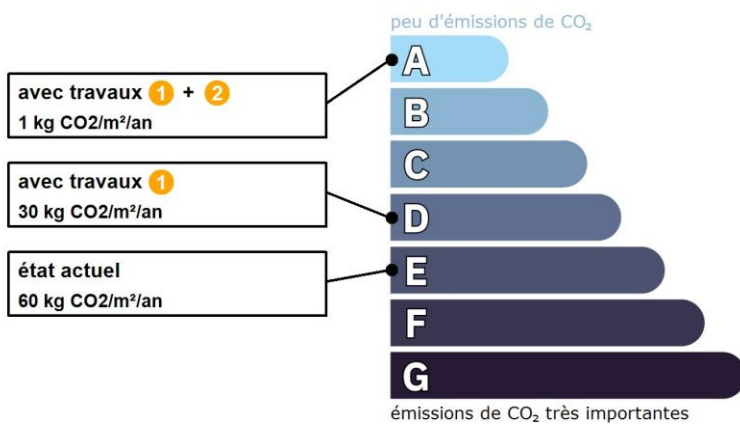 peu d'émissions de CO₂
A
avec travaux 1 + 2
1 kg CO2/m²/an
B
C
avec travaux 1
30 kg CO2/m²/an
D
état actuel
60 kg CO2/m²/an
E
F
G
émissions de CO₂ très importantes